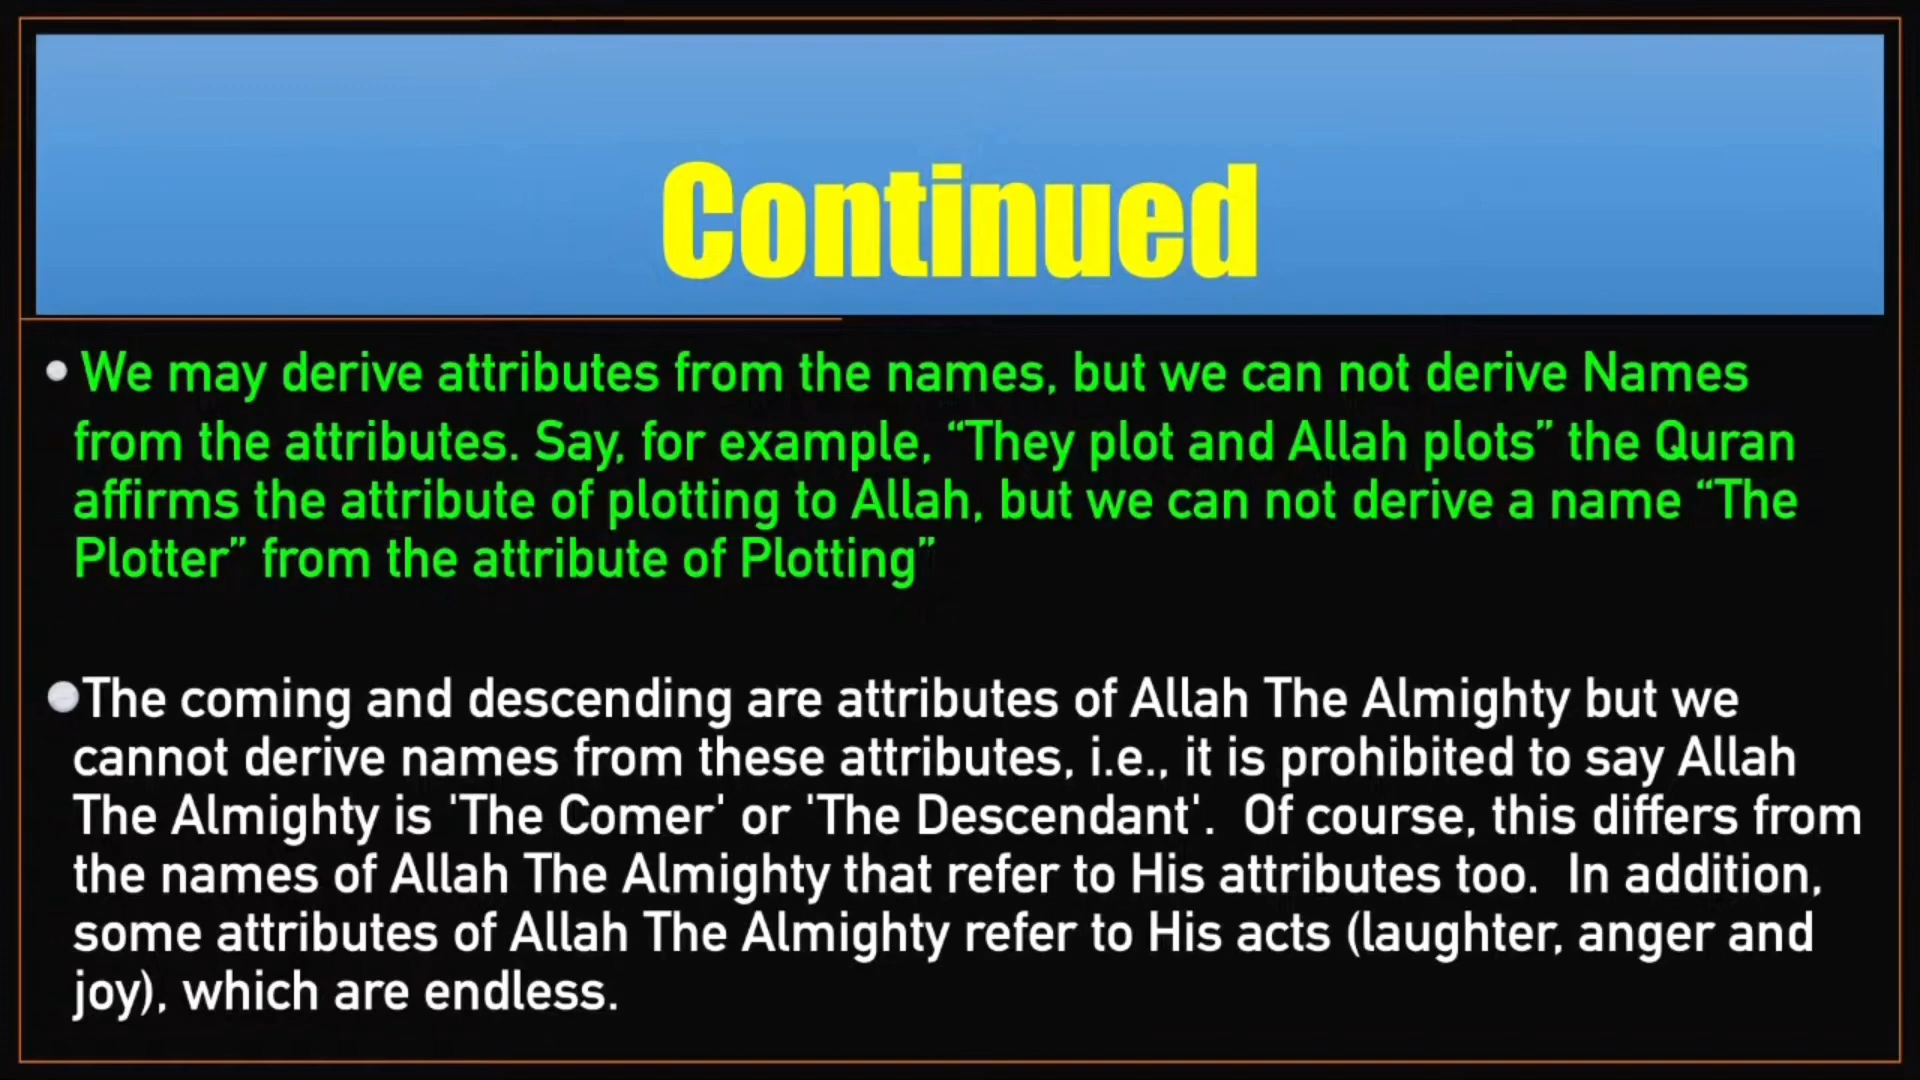 Continued
• We may derive attributes from the names, but we can not derive Names
from the attributes. Say, for example, “They plot and Allah plots” the Quran
affirms the attribute of plotting to Allah, but we can not derive a name “The
Plotter” from the attribute of Plotting”
•The coming and descending are attributes of Allah The Almighty but we
cannot derive names from these attributes, i.e., it is prohibited to say Allah
The Almighty is 'The Comer' or 'The Descendant'.  Of course, this differs from
the names of Allah The Almighty that refer to His attributes too.  In addition,
some attributes of Allah The Almighty refer to His acts (laughter, anger and
joy), which are endless.